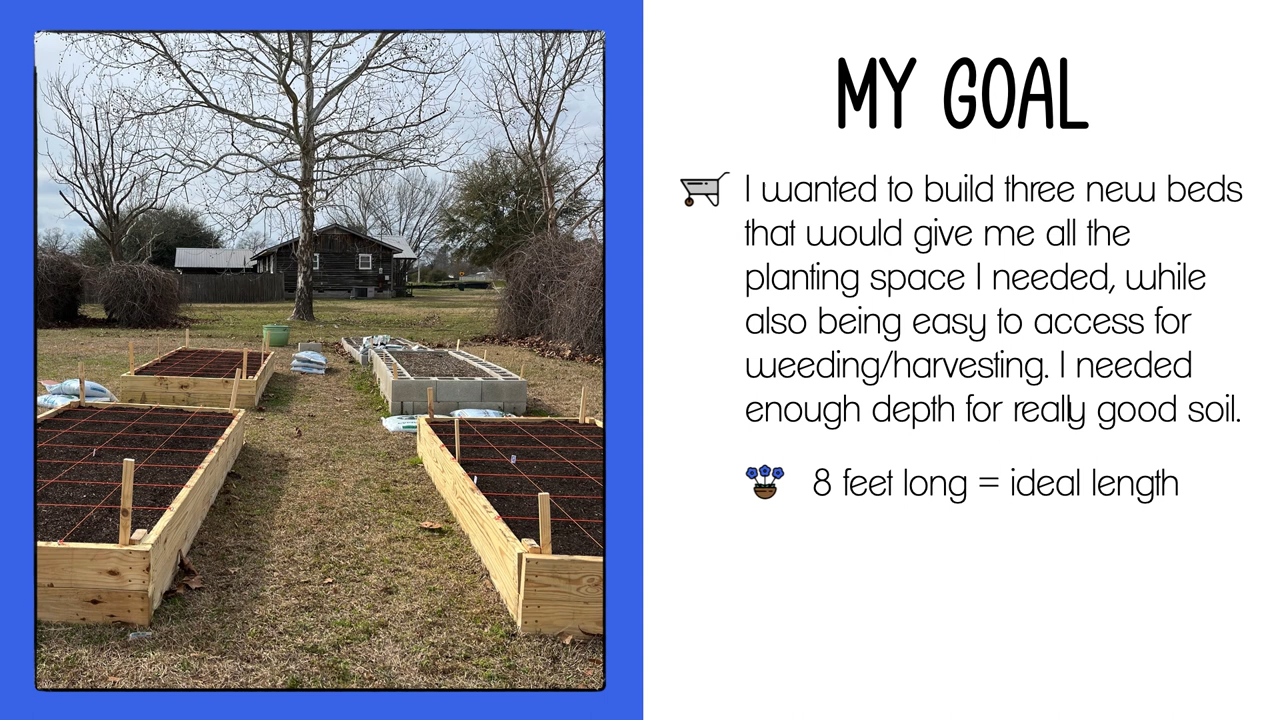 MY GOAL
I wanted to build three new beds
that would give me all the
planting space I needed, while
also being easy to access for
weeding/harvesting. I needed
enough depth for really good soil.
8 feet long = ideal length